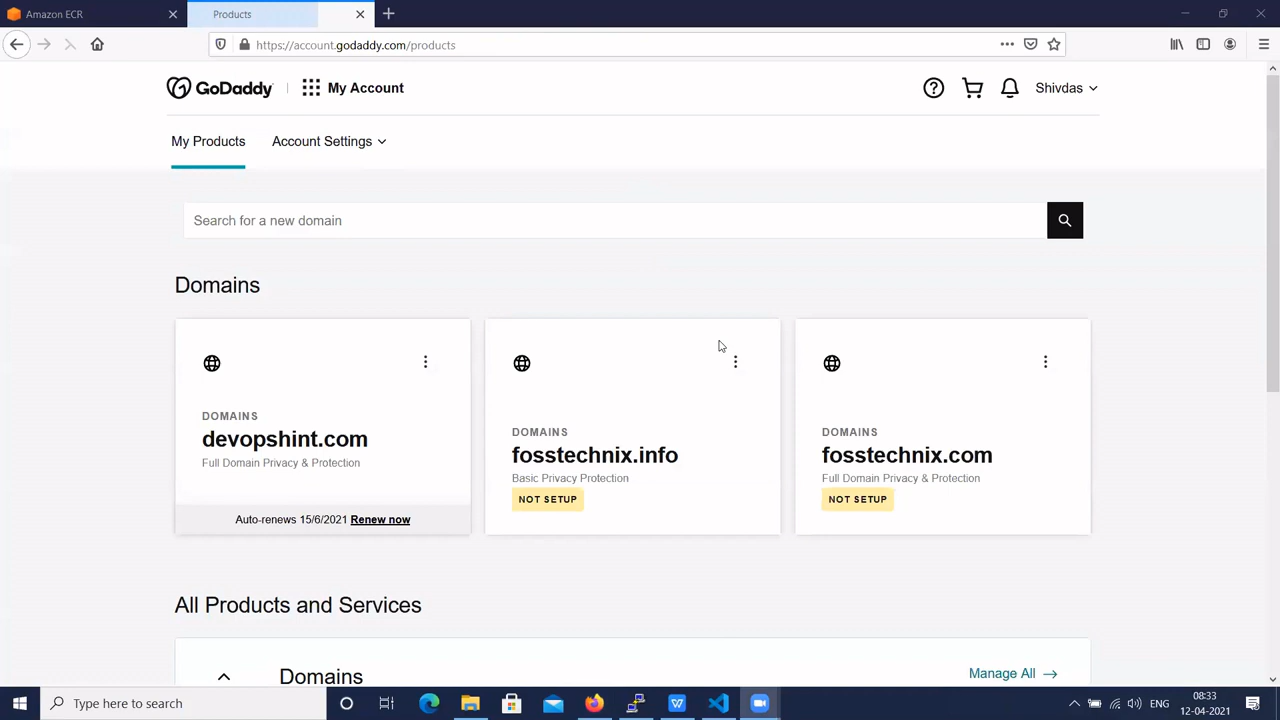 Amazon ECR
Products
https://account.godaddy.com/products
GoDaddy
My Account
Shivdas
My Products
Account Settings
Search for a new domain
Domains
DOMAINS
devopshint.com
Full Domain Privacy & Protection
Auto-renews 15/6/2021 Renew now
DOMAINS
fosstechnix.info
Basic Privacy Protection
NOT SETUP
DOMAINS
fosstechnix.com
Full Domain Privacy & Protection
NOT SETUP
All Products and Services
Domains
Manage All
Type here to search
ENG
08:33
12-04-2021